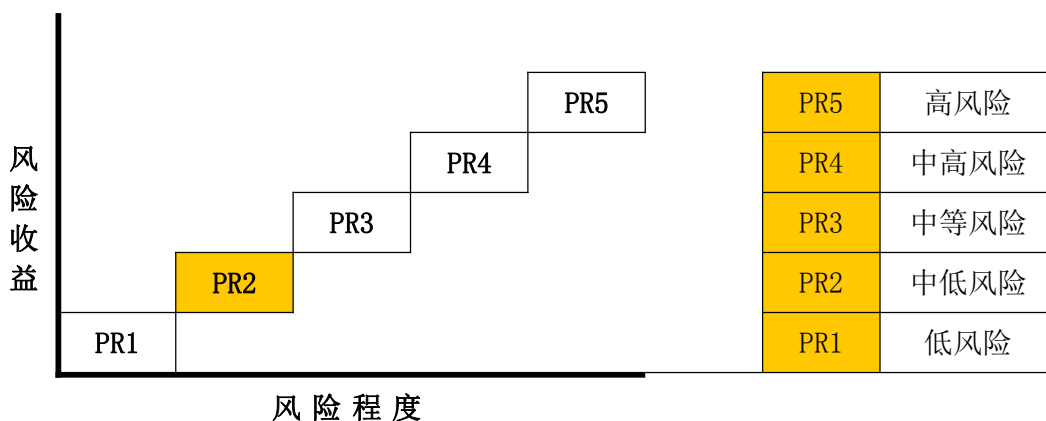 PR5
PR4
PR3
PR2
PR1
风险收益
风险程度
PR5 高风险
PR4 中高风险
PR3 中等风险
PR2 中低风险
PR1 低风险